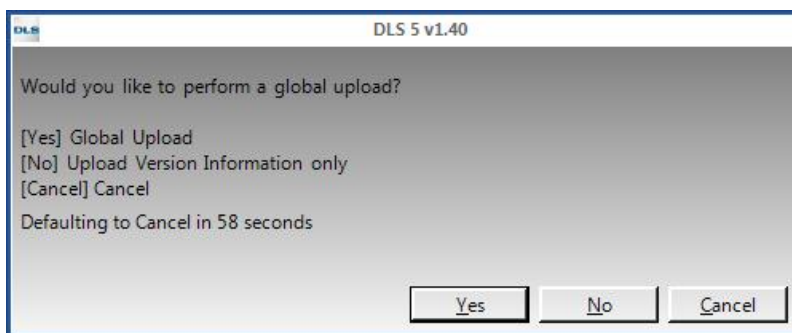 DLS
DLS 5 v1.40
Would you like to perform a global upload?
[Yes] Global Upload
[No] Upload Version Information only
[Cancel] Cancel
Defaulting to Cancel in 58 seconds
Yes No Cancel